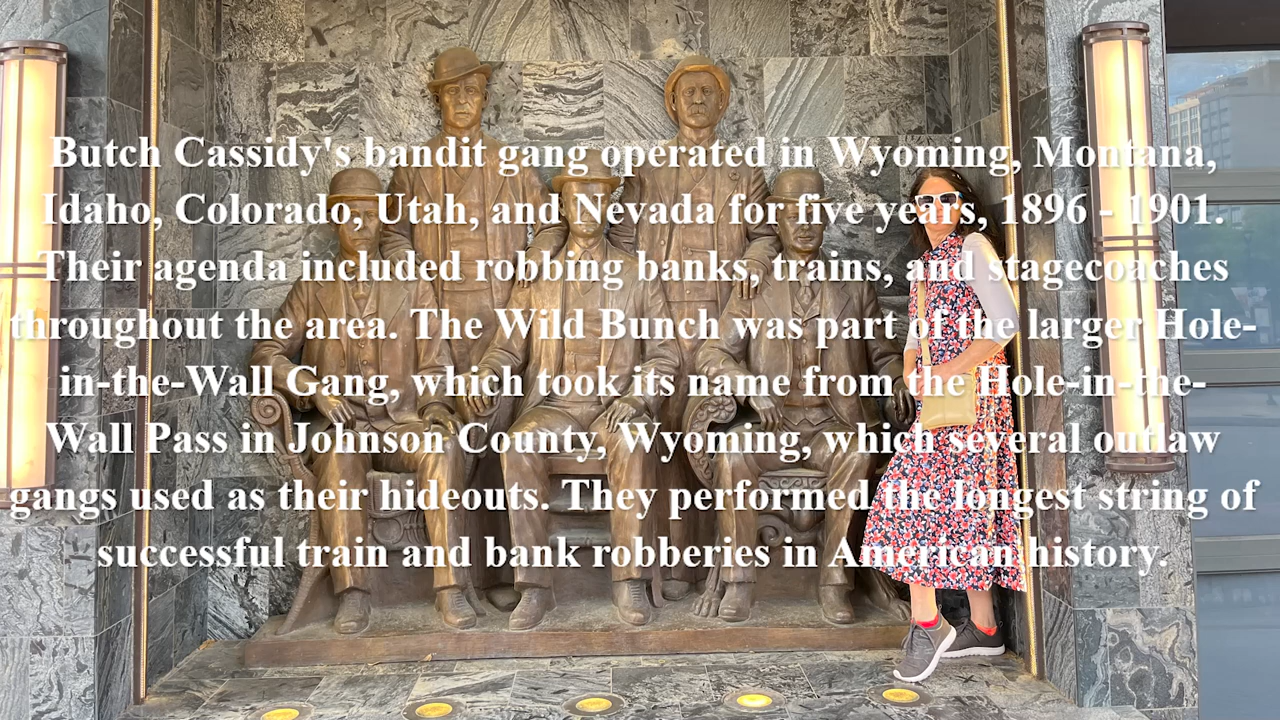 Butch Cassidy's bandit gang operated in Wyoming, Montana,
Idaho, Colorado, Utah, and Nevada for five years, 1896 - 1901.
Their agenda included robbing banks, trains, and stagecoaches
throughout the area. The Wild Bunch was part of the larger Hole-
in-the-Wall Gang, which took its name from the Hole-in-the-
Wall Pass in Johnson County, Wyoming, which several outlaw
gangs used as their hideouts. They performed the longest string of
successful train and bank robberies in American history.